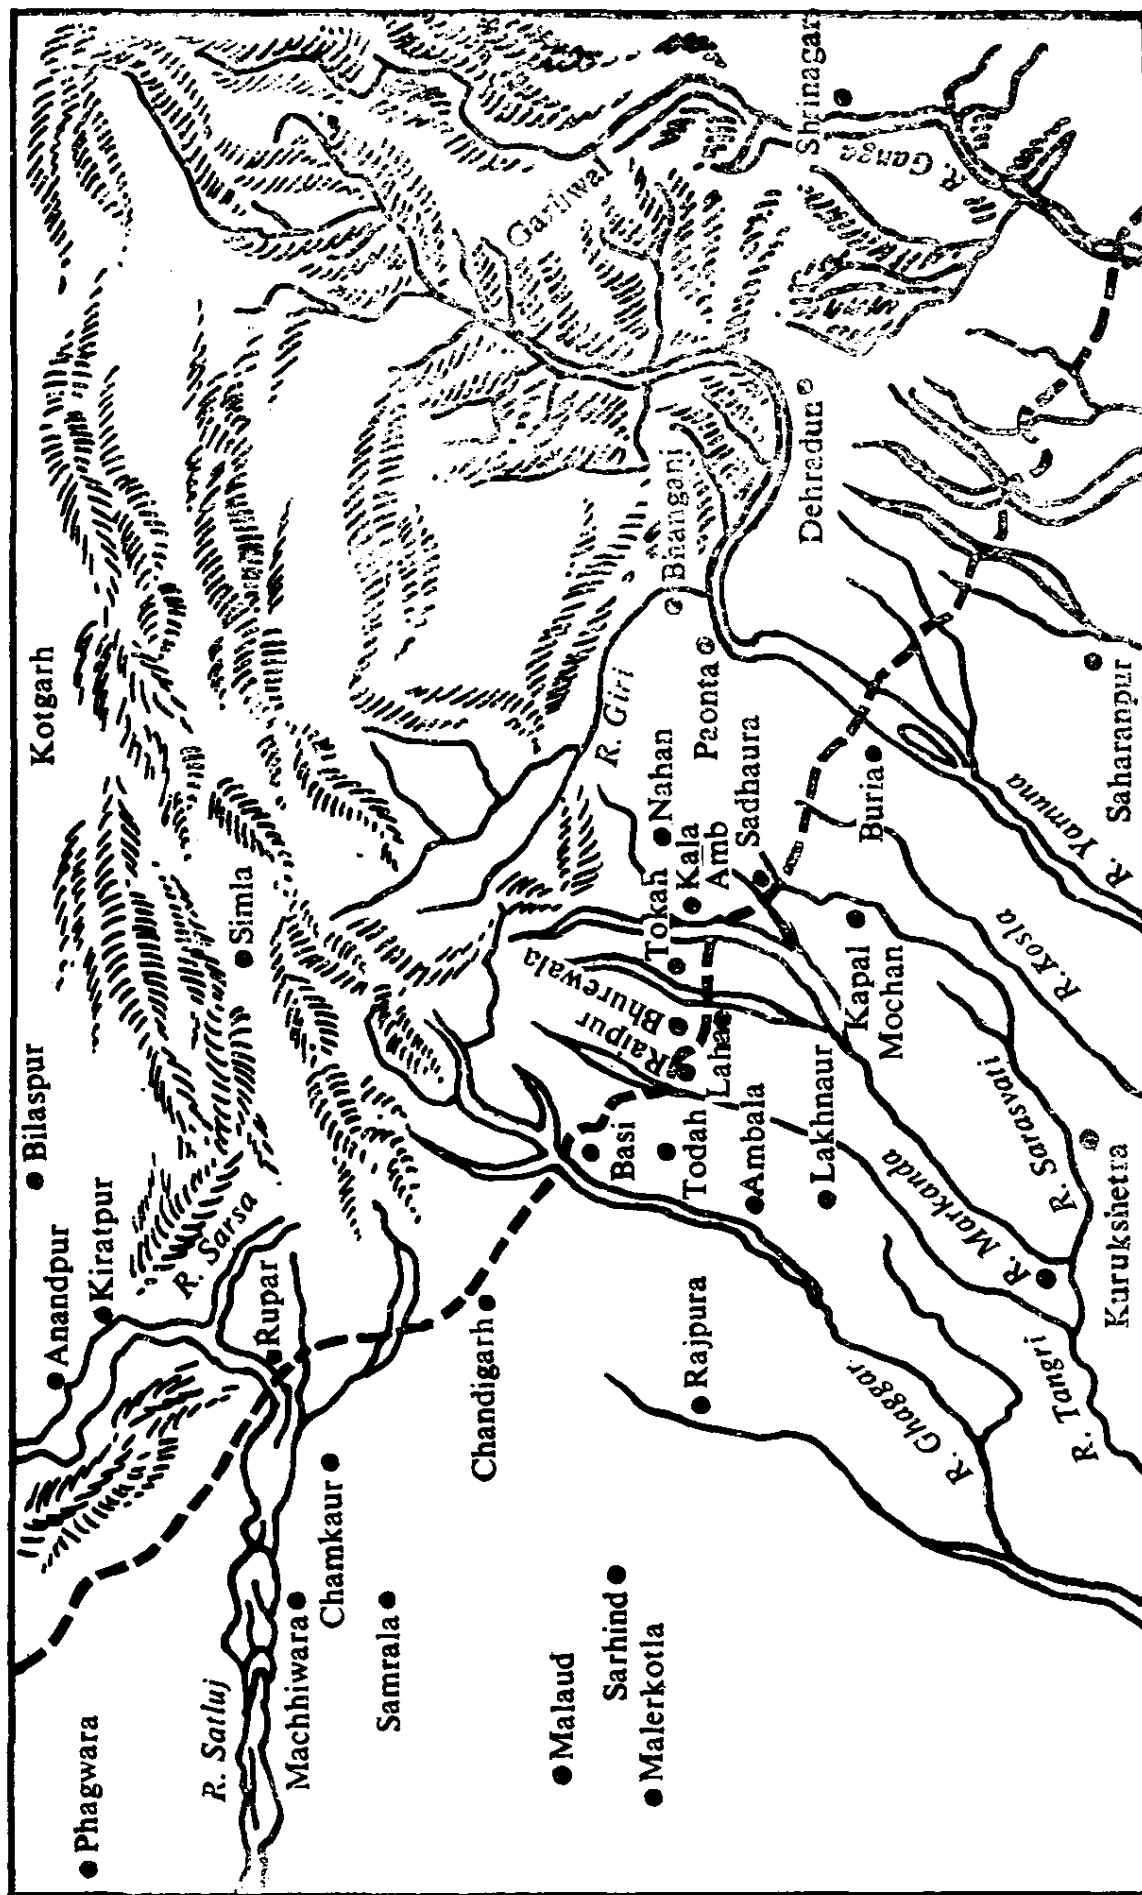 Phagwara
Anandpur
Bilaspur
Kotgarh
Kiratpur
R. Sarsa
Simla
R. Satluj
Rupar
Machhiwara
Chamkaur
Samrala
Chandigarh
Garhwal
Malaud
Sarhind
Malerkotla
Basi
Todah
Raipur
Bhurewala
Tokah
R. Giri
Nahan
Kala
Amb
Bhangani
Paonta
Sadhaura
Rajpura
Ambala
Lakhnaur
Dehradun
Shrinagar
R. Ganga
Kapal
Mochan
Buria
R. Ghaggar
R. Markanda
R. Sarasvati
R. Kosla
R. Yamuna
R. Tangri
Kurukshetra
Saharanpur